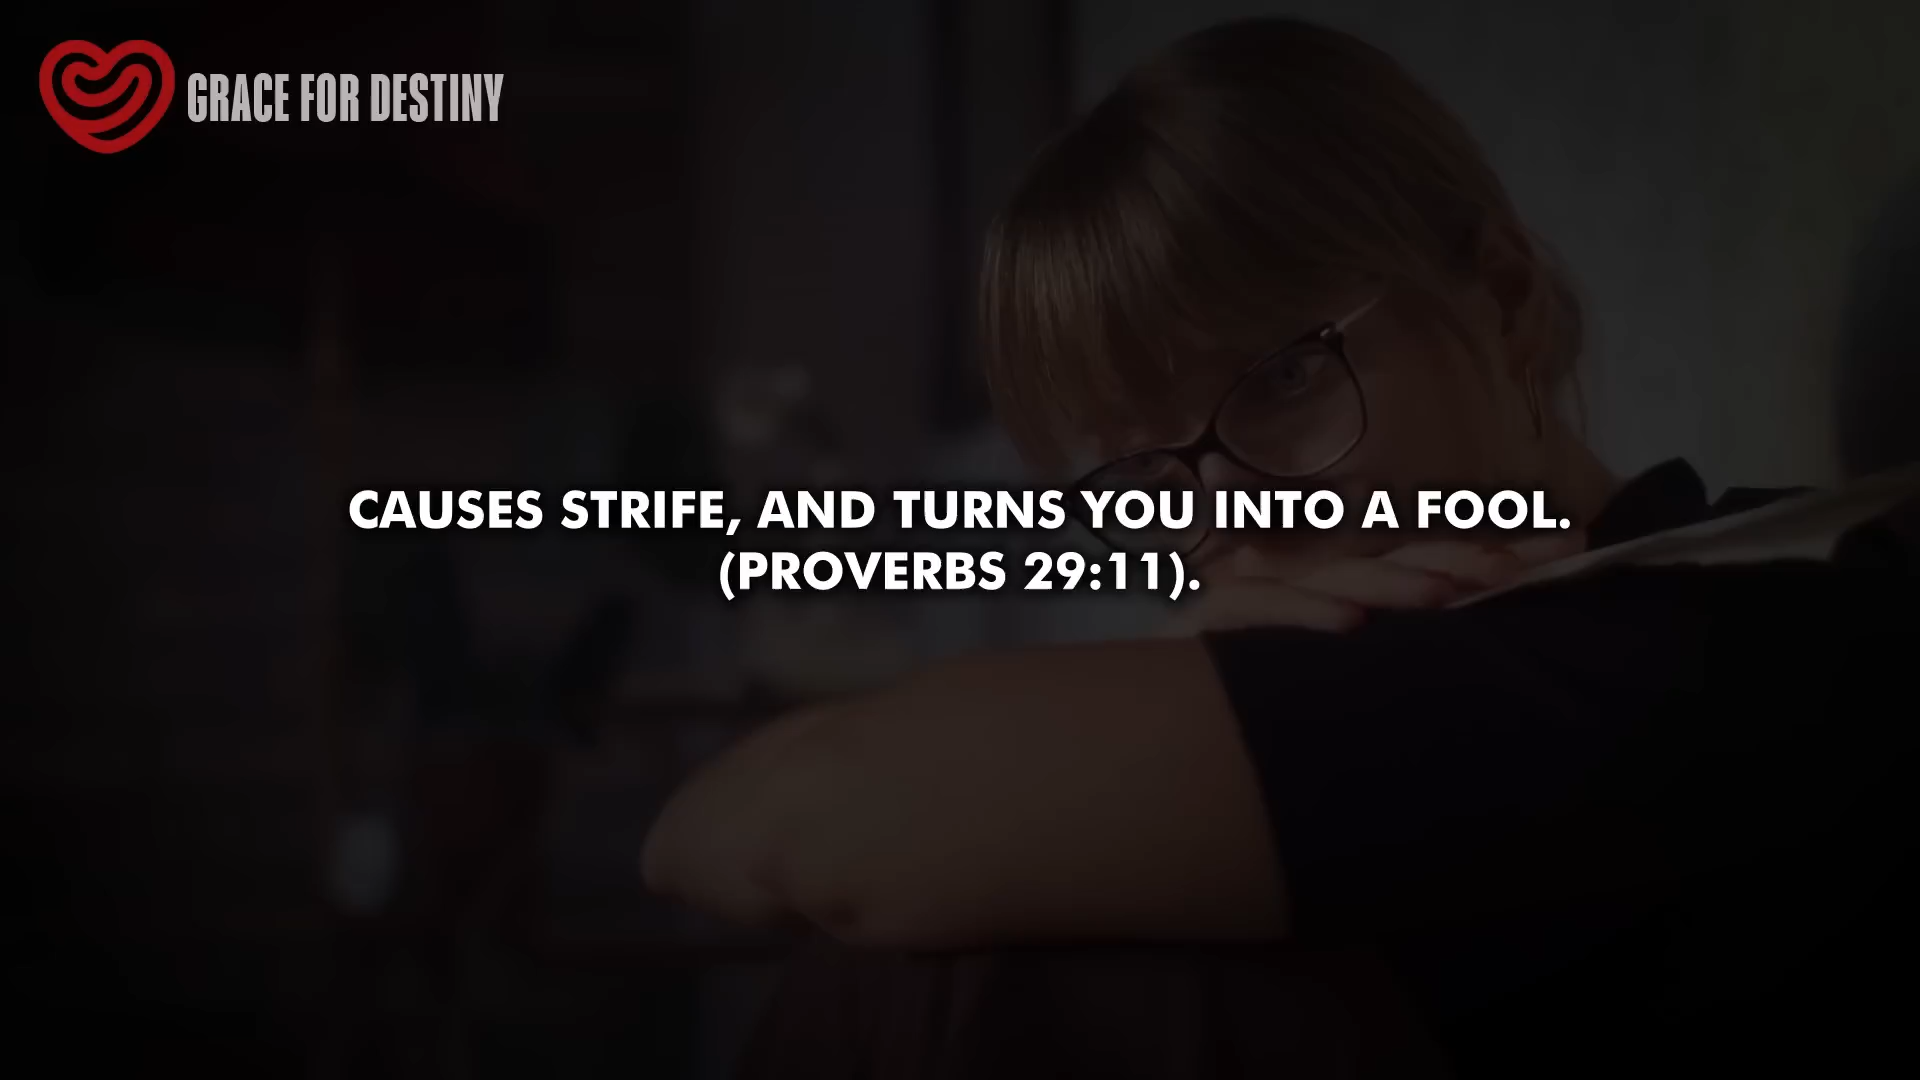 GRACE FOR DESTINY
CAUSES STRIFE, AND TURNS YOU INTO A FOOL.
(PROVERBS 29:11).